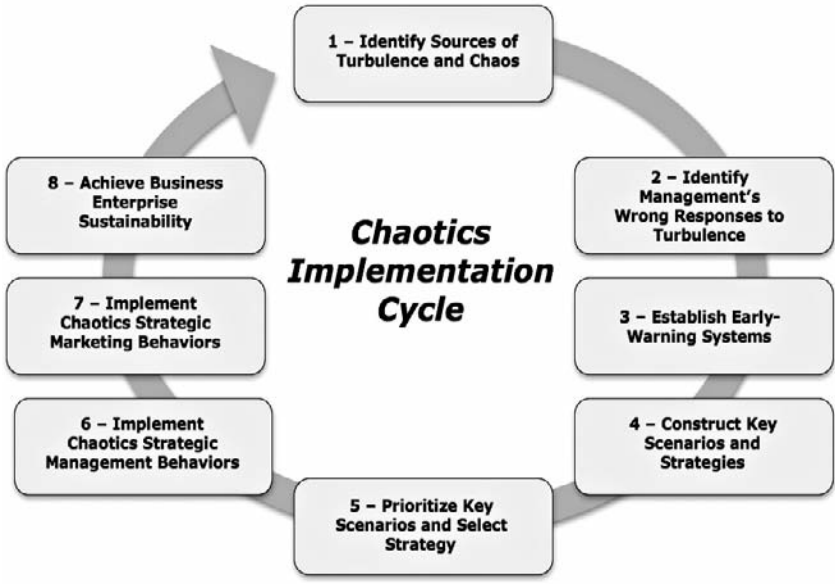 1 – Identify Sources of
Turbulence and Chaos
2 – Identify
Management's
Wrong Responses to
Turbulence
3 – Establish Early-
Warning Systems
4 – Construct Key
Scenarios and
Strategies
5 – Prioritize Key
Scenarios and Select
Strategy
6 – Implement
Chaotics Strategic
Management Behaviors
7 – Implement
Chaotics Strategic
Marketing Behaviors
8 – Achieve Business
Enterprise
Sustainability
Chaotics
Implementation
Cycle